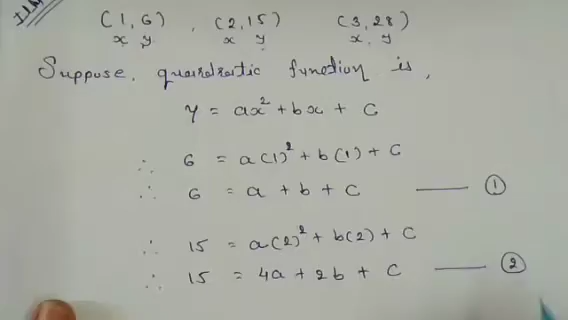 (1,6) , (2,15) (3,28)
x y x y x, y
Suppose, quardratic function is,
y = ax² + bx + C
∴ 6 = a(1)² + b(1) + C
∴ 6 = a + b + C —— ①
∴ 15 = a(2)² + b(2) + C
∴ 15 = 4a + 2b + C —— ②